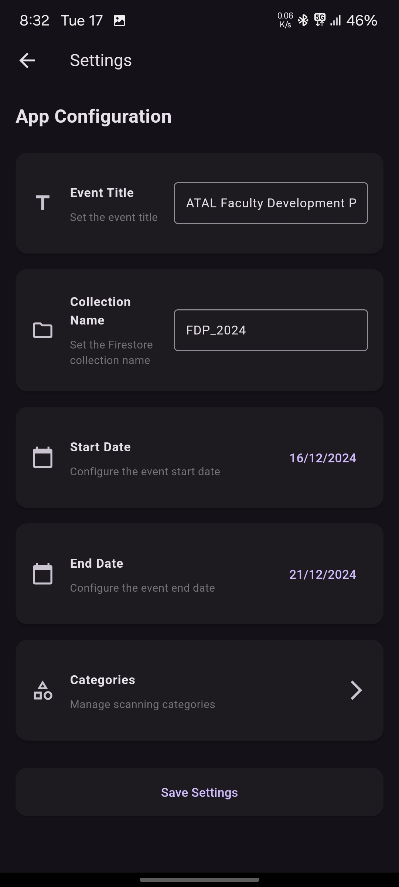 8:32 Tue 17 0.06 K/s 5G 46%
Settings
App Configuration
Event Title
Set the event title
ATAL Faculty Development P
Collection
Name
Set the Firestore
collection name
FDP_2024
Start Date
Configure the event start date
16/12/2024
End Date
Configure the event end date
21/12/2024
Categories
Manage scanning categories
Save Settings